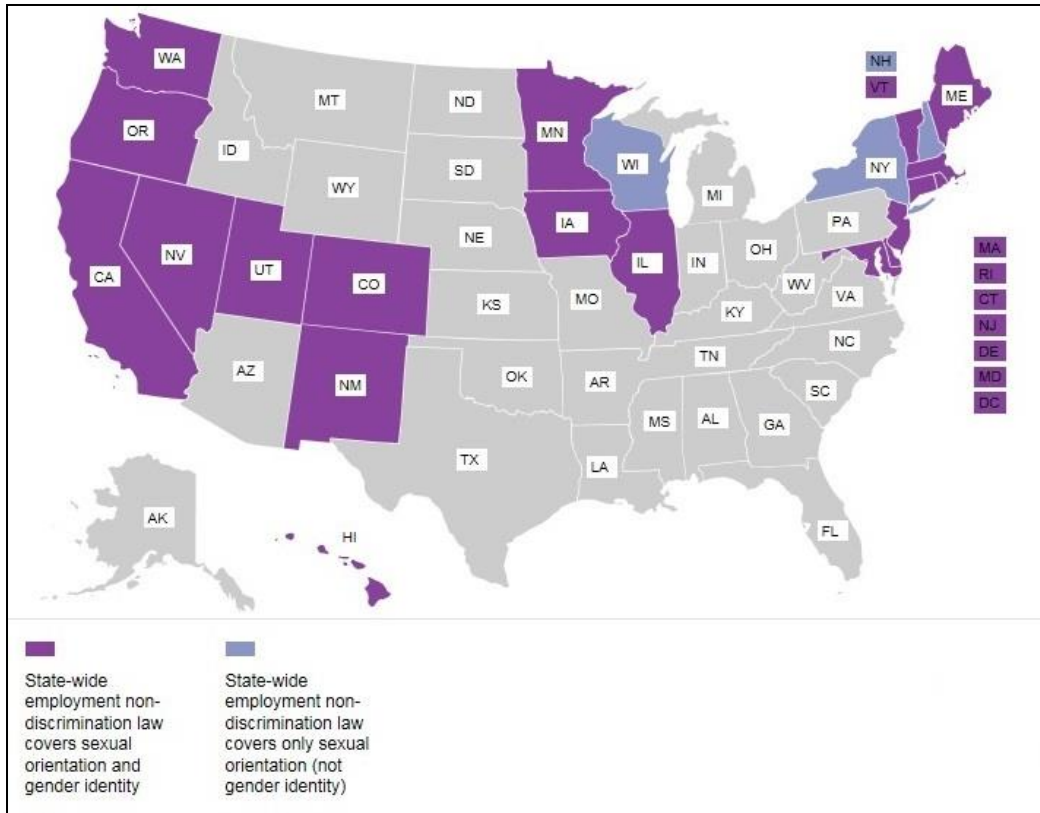 WA
NH
VT
ME
MT
ND
MN
OR
ID
SD
WI
NY
WY
MI
IA
PA
NE
NV
IL
IN
OH
MA
CA
UT
CO
RI
WV
VA
KS
MO
CT
KY
NJ
NC
TN
DE
AZ
NM
OK
AR
MD
SC
DC
MS
AL
GA
TX
LA
AK
FL
HI
State-wide
employment non-
discrimination law
covers sexual
orientation and
gender identity
State-wide
employment non-
discrimination law
covers only sexual
orientation (not
gender identity)